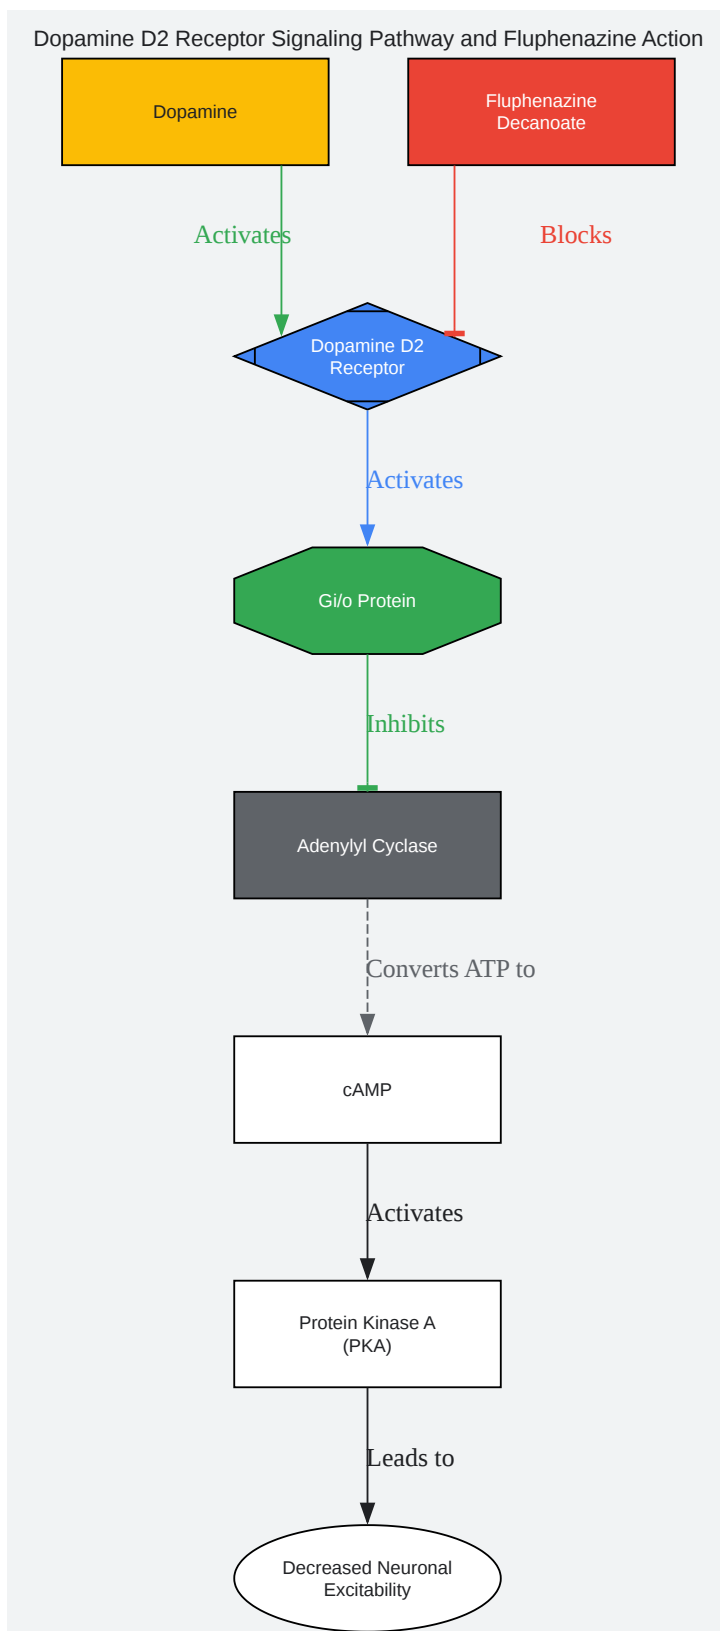 Dopamine D2 Receptor Signaling Pathway and Fluphenazine Action
Dopamine
Fluphenazine
Decanoate
Activates
Blocks
Dopamine D2
Receptor
Activates
Gi/o Protein
Inhibits
Adenylyl Cyclase
Converts ATP to
cAMP
Activates
Protein Kinase A
(PKA)
Leads to
Decreased Neuronal
Excitability